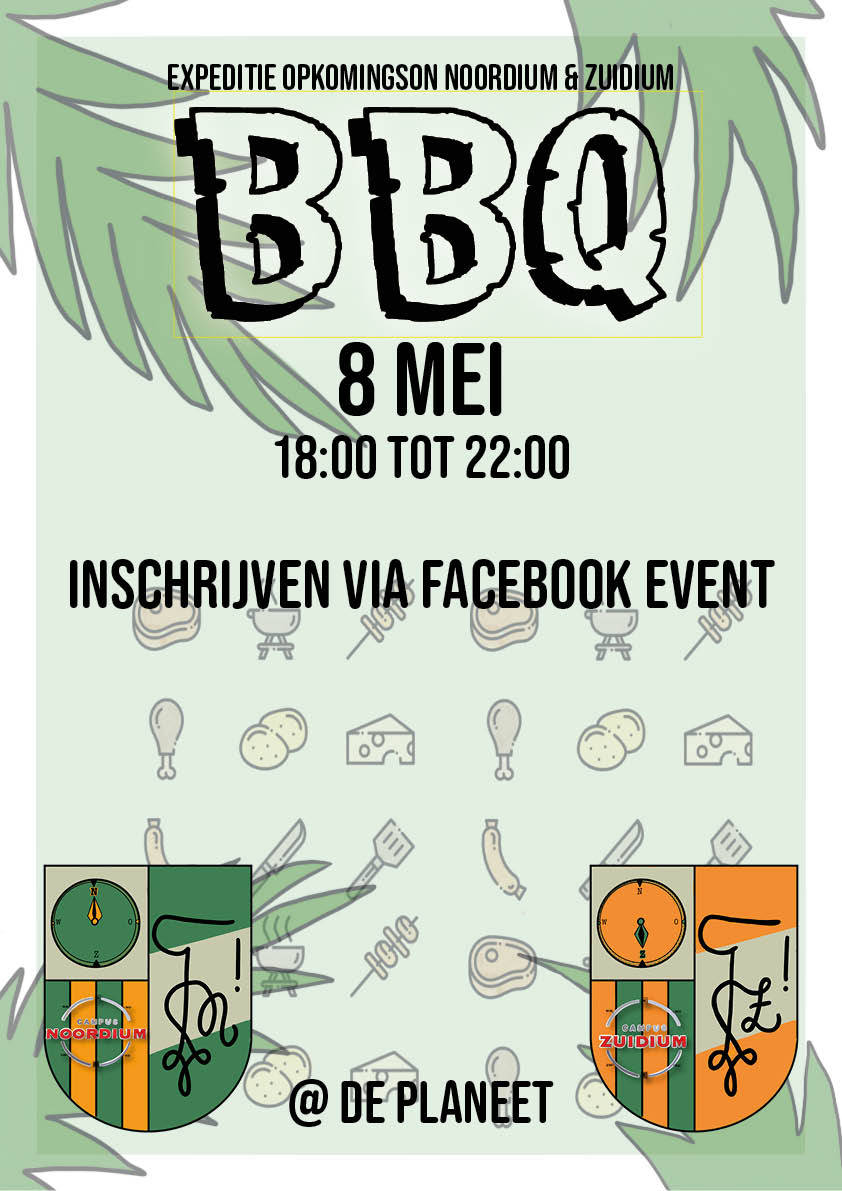 EXPEDITIE OPKOMINGSON NOORDIUM & ZUIDIUM
BBQ
8 MEI
18:00 TOT 22:00
INSCHRIJVEN VIA FACEBOOK EVENT
N
W O
Z
CAMPUS
NOORDIUM
N
W O
Z
CAMPUS
ZUIDIUM
@ DE PLANEET